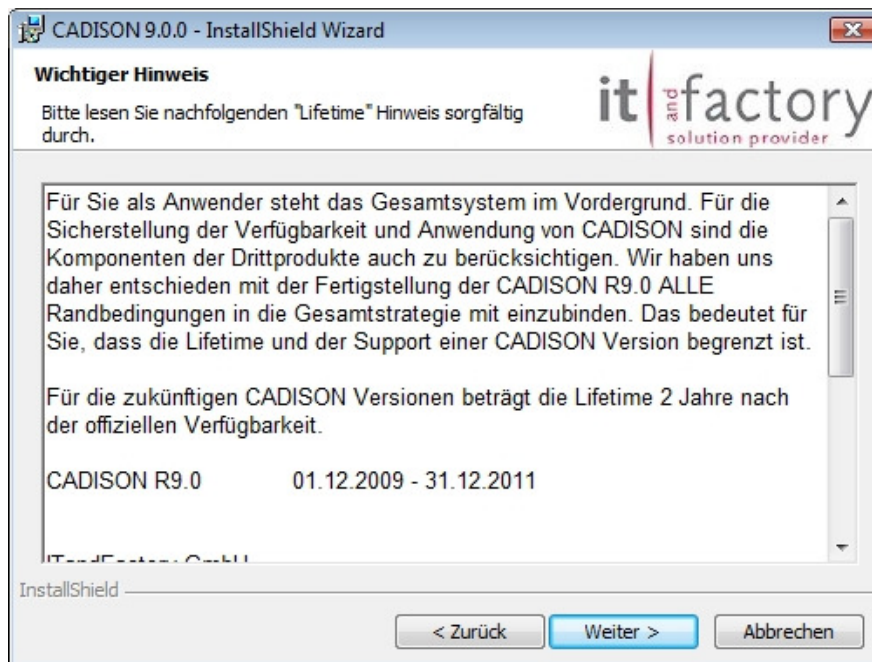 CADISON 9.0.0 - InstallShield Wizard
Wichtiger Hinweis
Bitte lesen Sie nachfolgenden "Lifetime" Hinweis sorgfältig
durch.
it and factory
solution provider
Für Sie als Anwender steht das Gesamtsystem im Vordergrund. Für die
Sicherstellung der Verfügbarkeit und Anwendung von CADISON sind die
Komponenten der Drittprodukte auch zu berücksichtigen. Wir haben uns
daher entschieden mit der Fertigstellung der CADISON R9.0 ALLE
Randbedingungen in die Gesamtstrategie mit einzubinden. Das bedeutet für
Sie, dass die Lifetime und der Support einer CADISON Version begrenzt ist.
Für die zukünftigen CADISON Versionen beträgt die Lifetime 2 Jahre nach
der offiziellen Verfügbarkeit.
CADISON R9.0 01.12.2009 - 31.12.2011
ITandFactory GmbH
InstallShield
< Zurück
Weiter >
Abbrechen